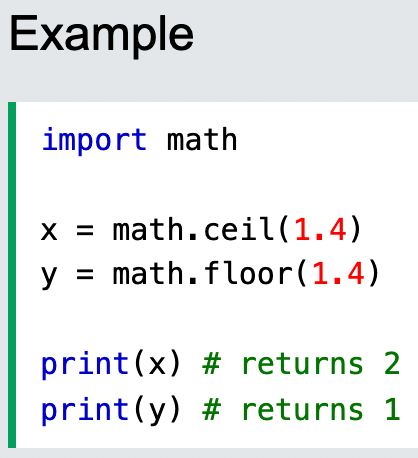 Example
import math
x = math.ceil(1.4)
y = math.floor(1.4)
print(x) # returns 2
print(y) # returns 1